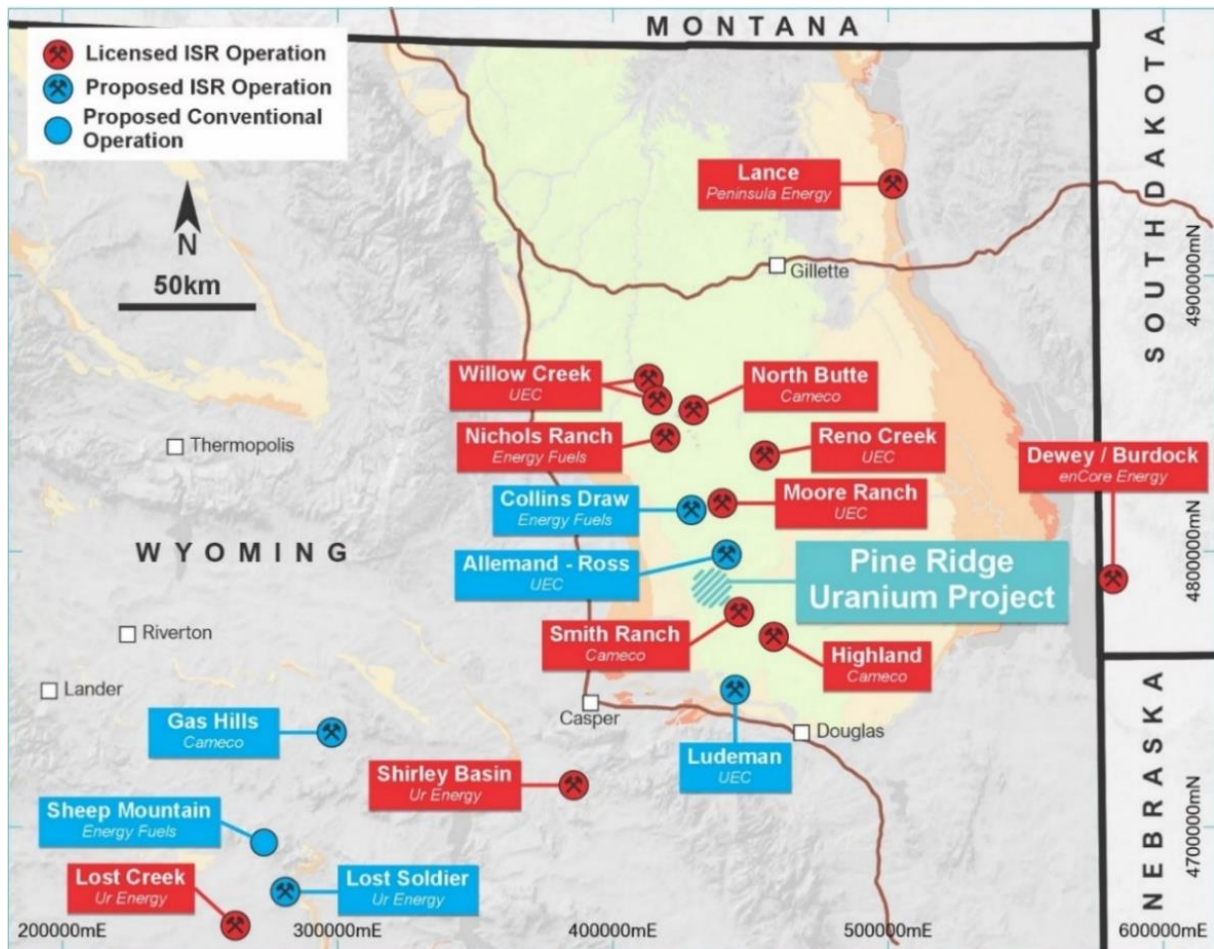 MONTANA
Licensed ISR Operation
Proposed ISR Operation
Proposed Conventional
Operation
N
50km
SOUTH DAKOTA
Lance
Peninsula Energy
Gillette
4900000mN
Willow Creek
UEC
North Butte
Cameco
Nichols Ranch
Energy Fuels
Reno Creek
UEC
Thermopolis
Dewey / Burdock
enCore Energy
Collins Draw
Energy Fuels
Moore Ranch
UEC
WYOMING
Allemand - Ross
UEC
Pine Ridge
Uranium Project
4800000mN
Riverton
Smith Ranch
Cameco
Highland
Cameco
Lander
Casper
Douglas
Gas Hills
Cameco
Ludeman
UEC
NEBRASKA
Shirley Basin
Ur Energy
Sheep Mountain
Energy Fuels
4700000mN
Lost Creek
Ur Energy
Lost Soldier
Ur Energy
200000mE
300000mE
400000mE
500000mE
600000mE